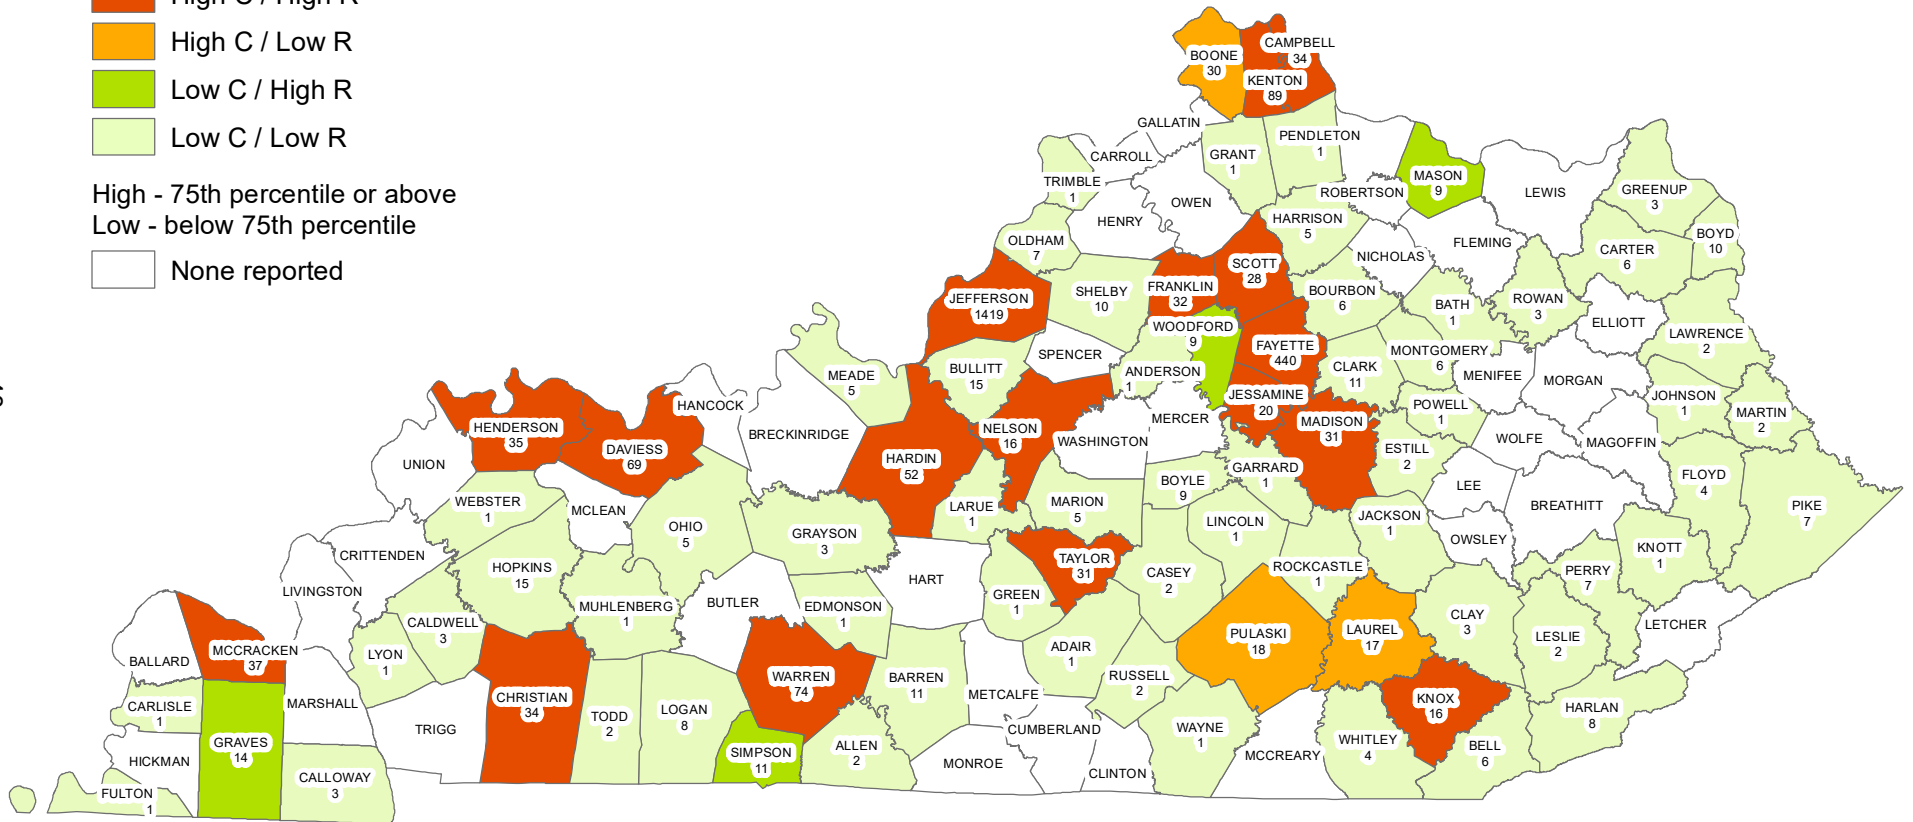 High C / High R
High C / Low R
Low C / High R
Low C / Low R
High - 75th percentile or above
Low - below 75th percentile
None reported
CAMPBELL
34
BOONE
30
KENTON
89
GALLATIN
PENDLETON
1
CARROLL
GRANT
1
TRIMBLE
1
ROBERTSON
MASON
9
LEWIS
GREENUP
3
OWEN
HENRY
HARRISON
5
OLDHAM
7
NICHOLAS
FLEMING
CARTER
6
BOYD
10
SCOTT
28
JEFFERSON
1419
SHELBY
10
FRANKLIN
32
BOURBON
6
BATH
1
ROWAN
3
ELLIOTT
LAWRENCE
2
WOODFORD
9
FAYETTE
440
SPENCER
MONTGOMERY
6
MENIFEE
MORGAN
BULLITT
15
ANDERSON
1
CLARK
11
MEADE
5
JESSAMINE
20
POWELL
1
JOHNSON
1
MARTIN
2
HANCOCK
BRECKINRIDGE
HENDERSON
35
DAVIESS
69
NELSON
16
WASHINGTON
MERCER
MADISON
31
ESTILL
2
WOLFE
MAGOFFIN
UNION
HARDIN
52
GARRARD
1
BOYLE
9
LEE
FLOYD
4
PIKE
7
WEBSTER
1
MCLEAN
OHIO
5
LARUE
1
MARION
5
LINCOLN
1
JACKSON
1
BREATHITT
CRITTENDEN
GRAYSON
3
OWSLEY
KNOTT
1
HOPKINS
15
TAYLOR
31
CASEY
2
ROCKCASTLE
1
PERRY
7
LIVINGSTON
HART
GREEN
1
MUHLENBERG
1
BUTLER
EDMONSON
1
CALDWELL
3
CLAY
3
LETCHER
PULASKI
18
LAUREL
17
LESLIE
2
BALLARD
MCCRACKEN
37
LYON
1
ADAIR
1
CHRISTIAN
34
WARREN
74
BARREN
11
METCALFE
RUSSELL
2
KNOX
16
CARLISLE
1
MARSHALL
TRIGG
TODD
2
LOGAN
8
HARLAN
8
CUMBERLAND
WAYNE
1
GRAVES
14
SIMPSON
11
ALLEN
2
WHITLEY
4
BELL
6
HICKMAN
MONROE
MCCREARY
CLINTON
CALLOWAY
3
FULTON
1